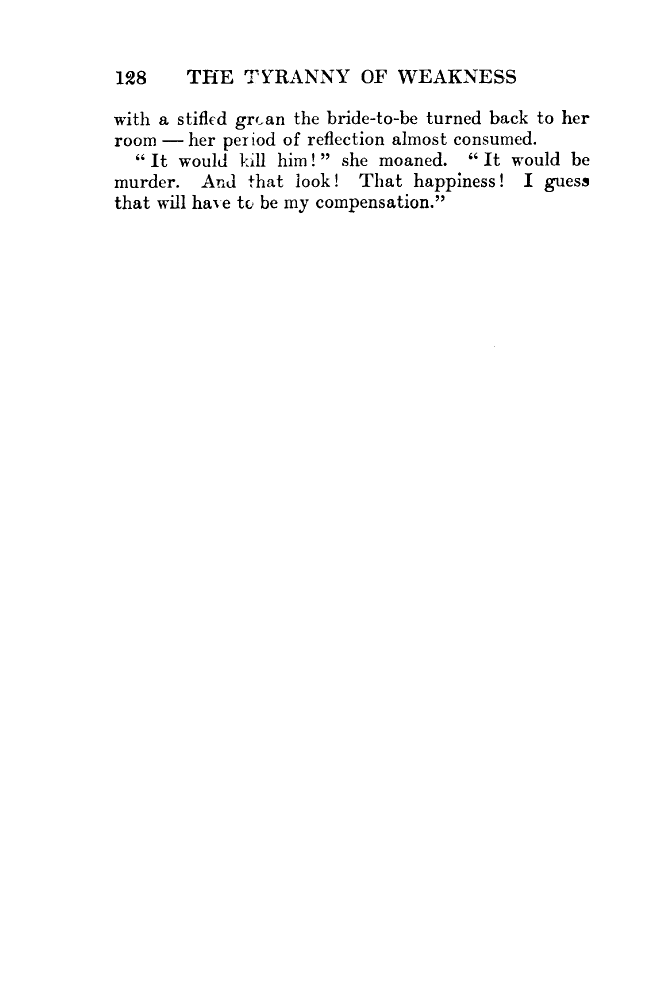 128 THE TYRANNY OF WEAKNESS
with a stifled groan the bride-to-be turned back to her
room — her period of reflection almost consumed.
“It would kill him!” she moaned. “It would be
murder. And that look! That happiness! I guess
that will have to be my compensation.”